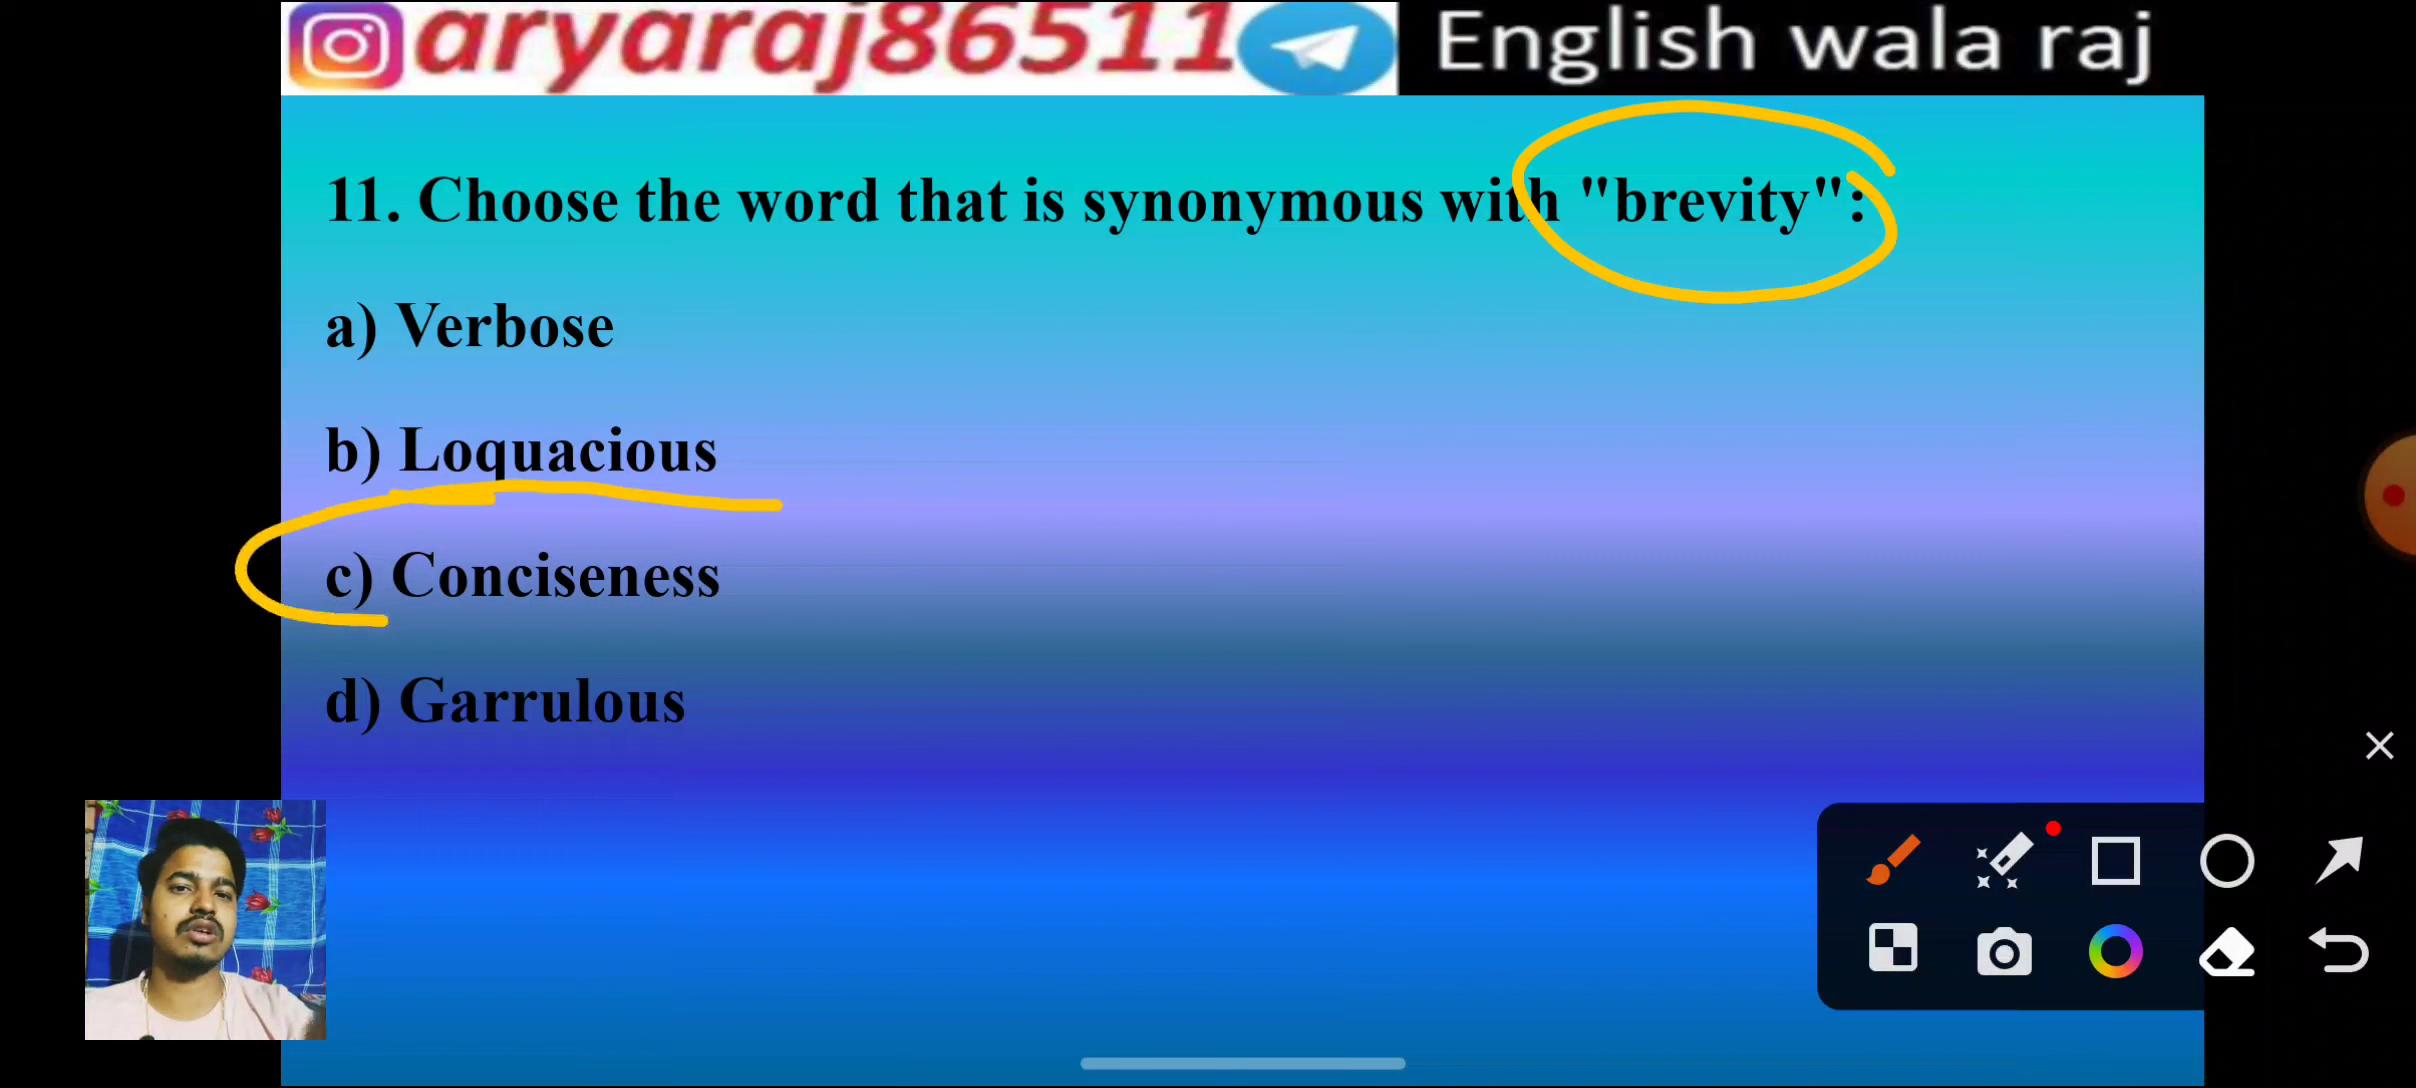 aryaraj86511 English wala raj
11. Choose the word that is synonymous with "brevity":
a) Verbose
b) Loquacious
c) Conciseness
d) Garrulous